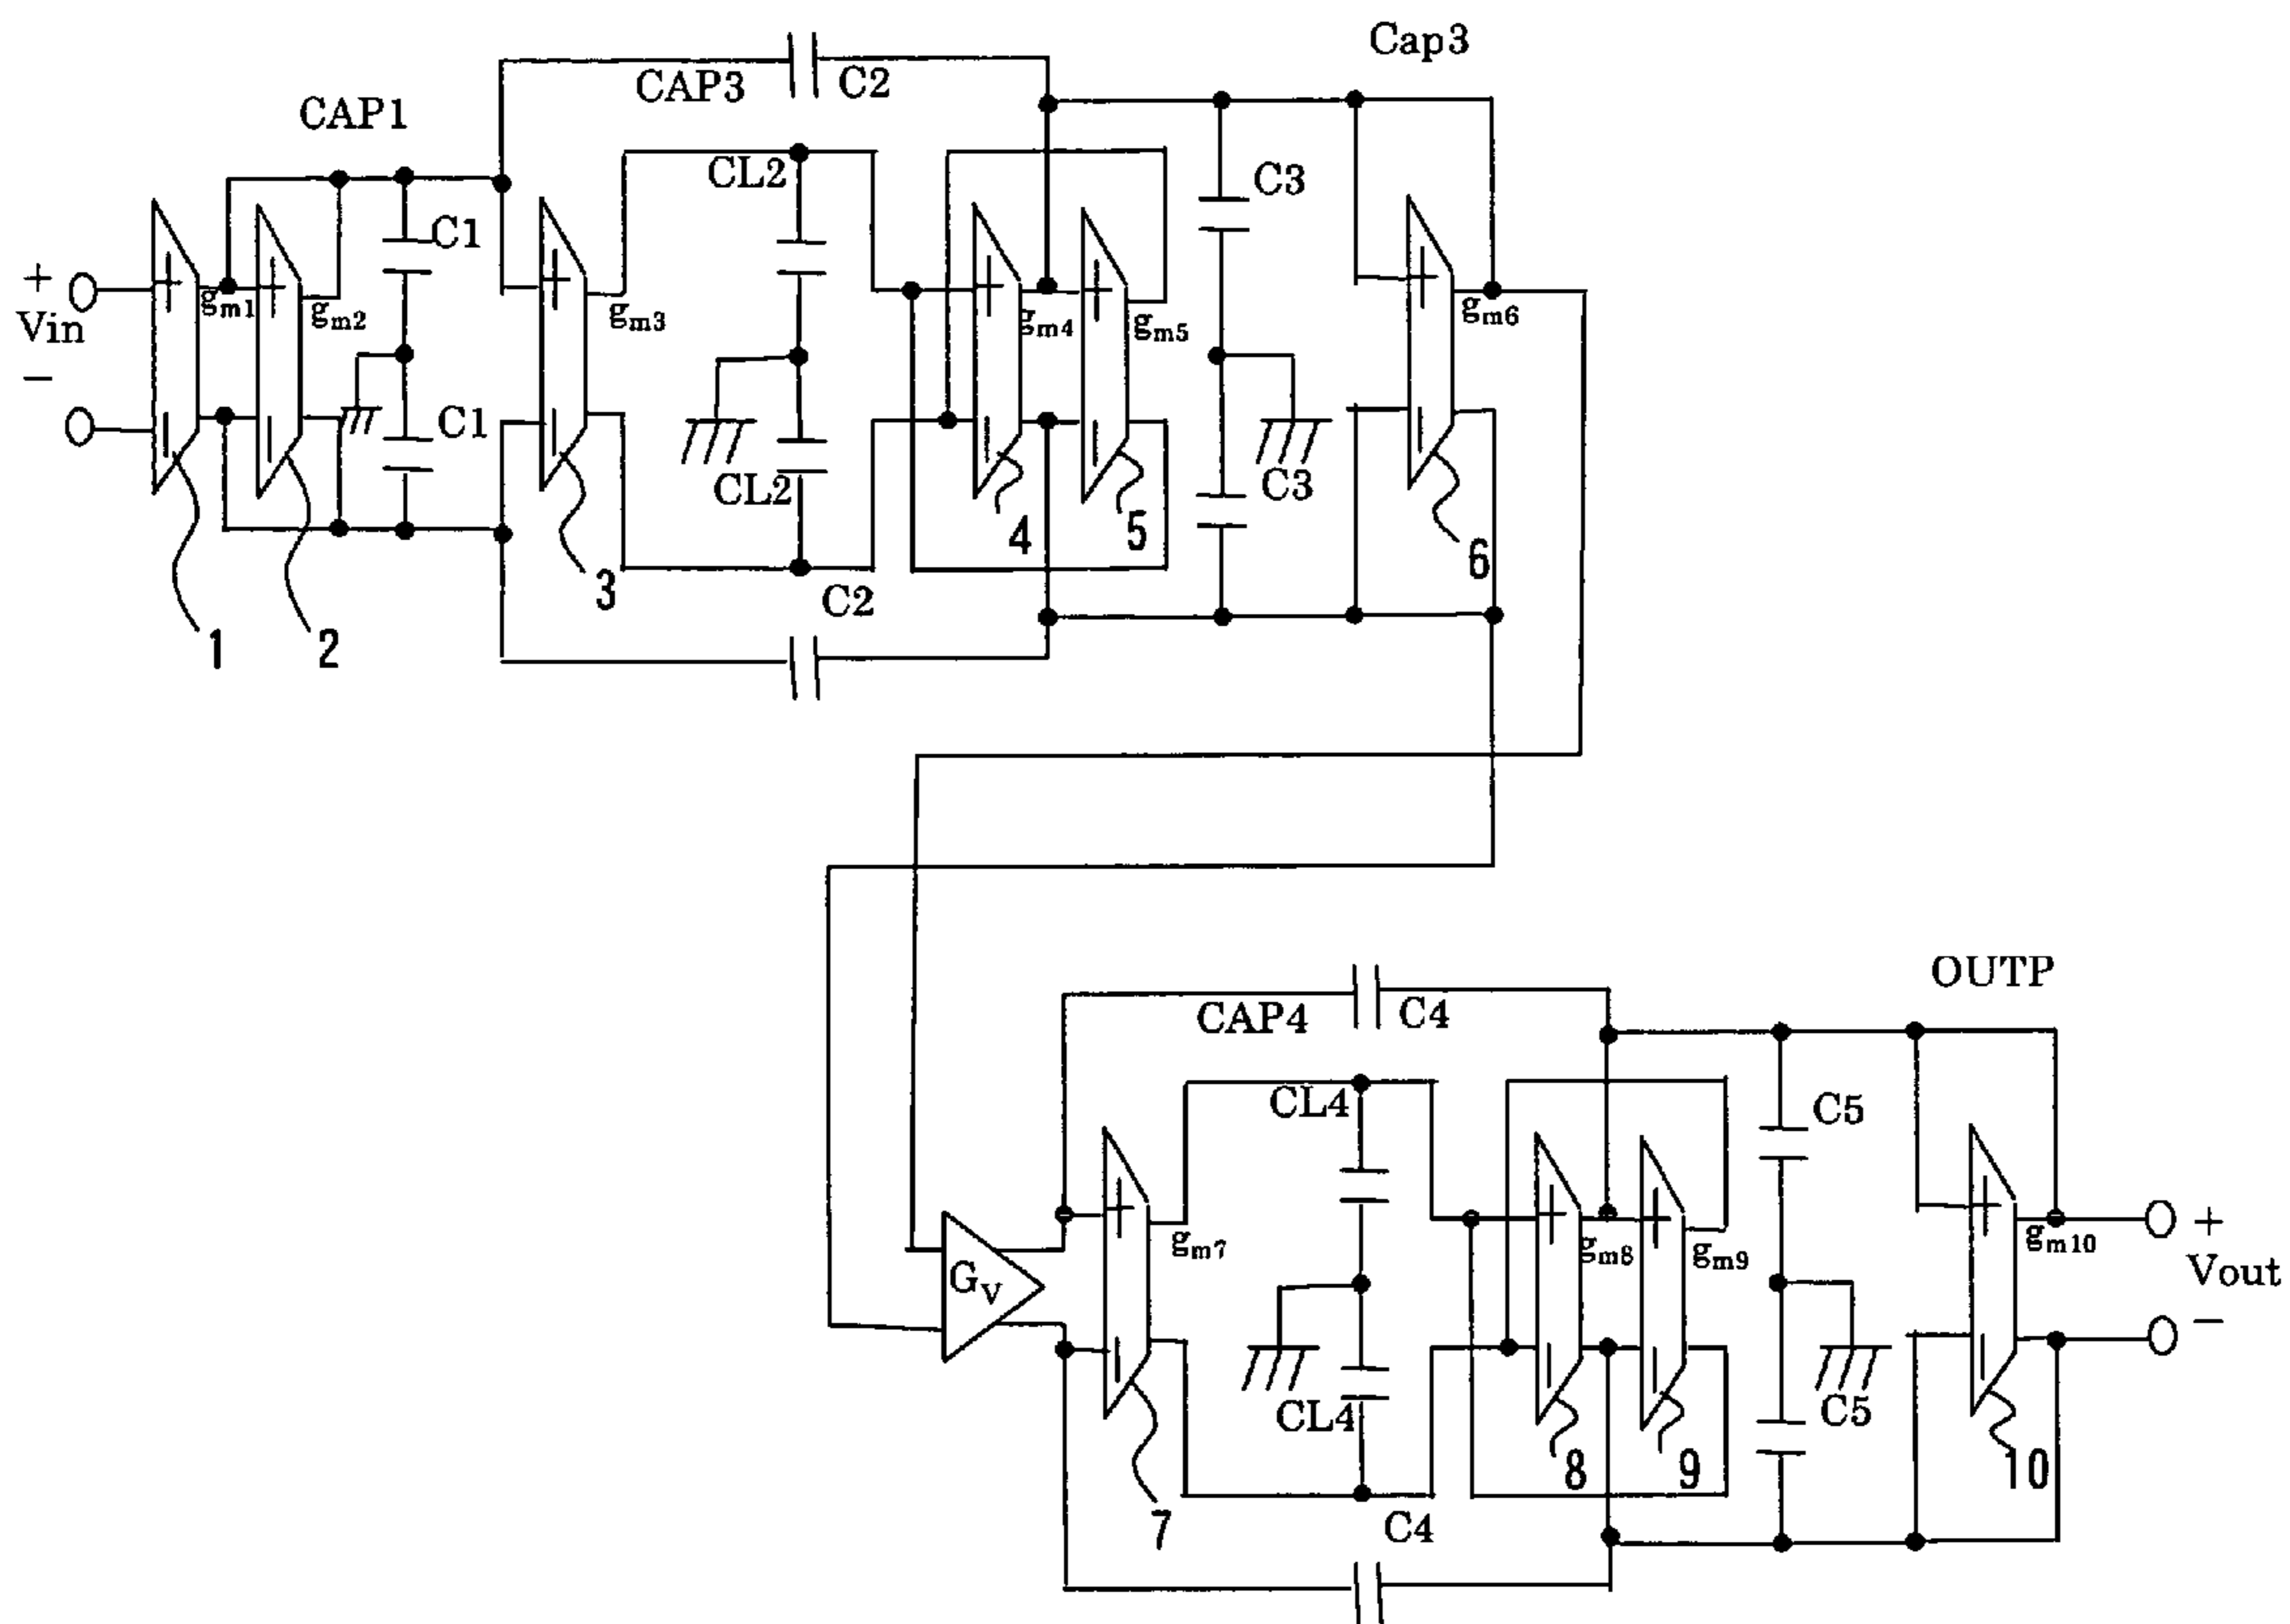 Cap3
CAP3 C2
CAP1
CL2
C3
C1
+
Vin
−
+ + + + + +
gm1 gm2 gm3 gm4 gm5 gm6
C1
− − − − − −
CL2 C3
4 5 6
3 C2
1 2
OUTP
CAP4 C4
CL4 C5
+ + + +
gm7 gm8 gm9 gm10
+
Vout
−
Gv
− − − −
CL4 C5
8 9 10
7 C4